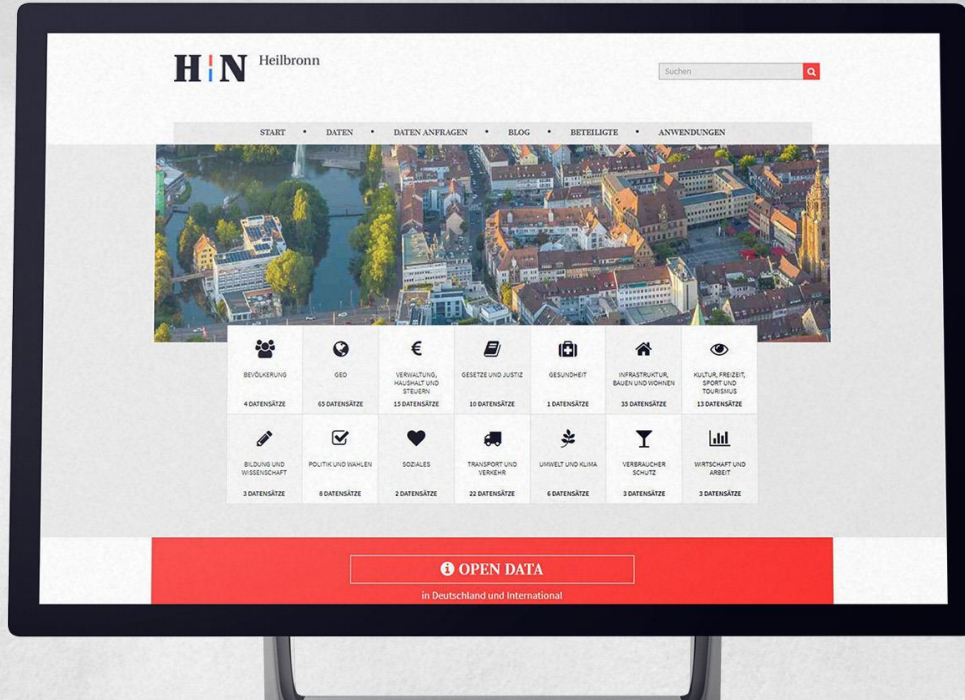 H N Heilbronn
Suchen
START • DATEN • DATEN ANFRAGEN • BLOG • BETEILIGTE • ANWENDUNGEN
BEVÖLKERUNG
4 DATENSÄTZE
GEO
65 DATENSÄTZE
VERWALTUNG,
HAUSHALT UND
STEUERN
15 DATENSÄTZE
GESETZE UND JUSTIZ
10 DATENSÄTZE
GESUNDHEIT
1 DATENSÄTZE
INFRASTRUKTUR,
BAUEN UND WOHNEN
35 DATENSÄTZE
KULTUR, FREIZEIT,
SPORT UND
TOURISMUS
13 DATENSÄTZE
BILDUNG UND
WISSENSCHAFT
3 DATENSÄTZE
POLITIK UND WAHLEN
8 DATENSÄTZE
SOZIALES
2 DATENSÄTZE
TRANSPORT UND
VERKEHR
22 DATENSÄTZE
UMWELT UND KLIMA
6 DATENSÄTZE
VERBRAUCHER
SCHUTZ
3 DATENSÄTZE
WIRTSCHAFT UND
ARBEIT
3 DATENSÄTZE
OPEN DATA
in Deutschland und International